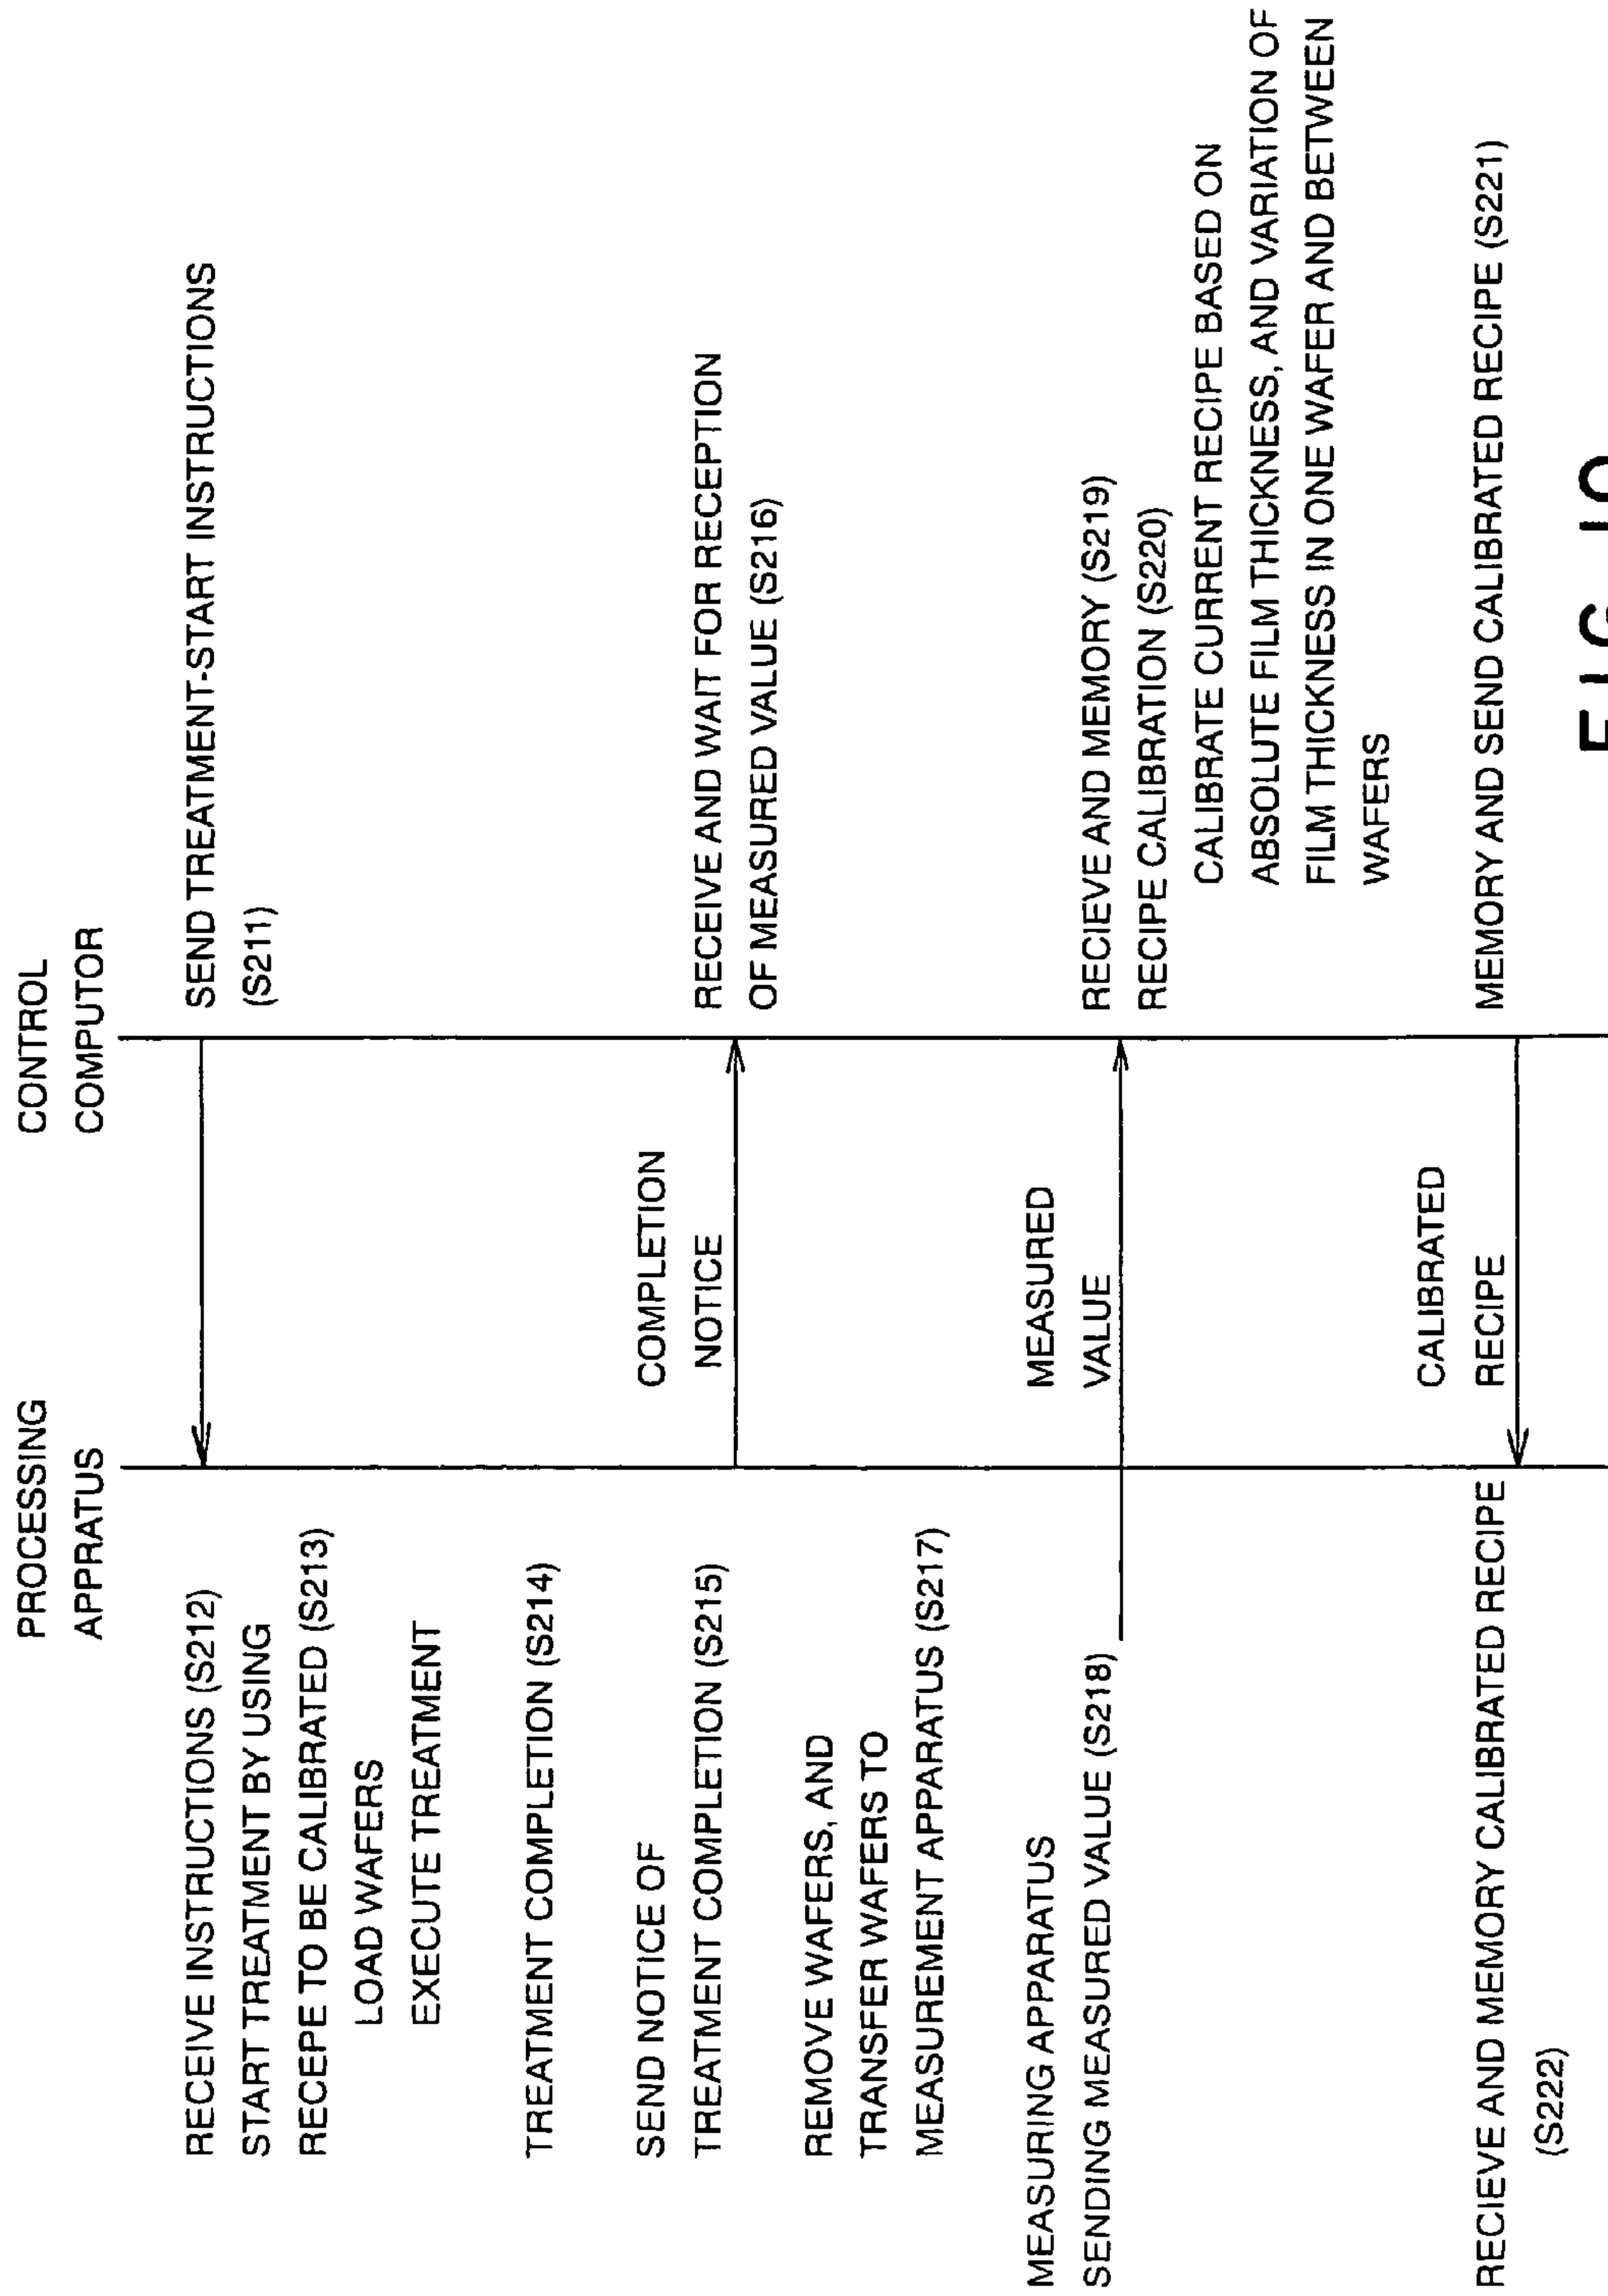 PROCESSING
APPRATUS
CONTROL
COMPUTOR
SEND TREATMENT-START INSTRUCTIONS
(S211)
RECEIVE INSTRUCTIONS (S212)
START TREATMENT BY USING
RECEPE TO BE CALIBRATED (S213)
LOAD WAFERS
EXECUTE TREATMENT
TREATMENT COMPLETION (S214)
SEND NOTICE OF
TREATMENT COMPLETION (S215)
COMPLETION
NOTICE
RECEIVE AND WAIT FOR RECEPTION
OF MEASURED VALUE (S216)
REMOVE WAFERS, AND
TRANSFER WAFERS TO
MEASUREMENT APPARATUS (S217)
MEASURING APPARATUS
SENDING MEASURED VALUE (S218)
MEASURED
VALUE
RECIEVE AND MEMORY (S219)
RECIPE CALIBRATION (S220)
CALIBRATE CURRENT RECIPE BASED ON
ABSOLUTE FILM THICKNESS, AND VARIATION OF
FILM THICKNESS IN ONE WAFER AND BETWEEN
WAFERS
MEMORY AND SEND CALIBRATED RECIPE (S221)
CALIBRATED
RECIPE
RECIEVE AND MEMORY CALIBRATED RECIPE
(S222)